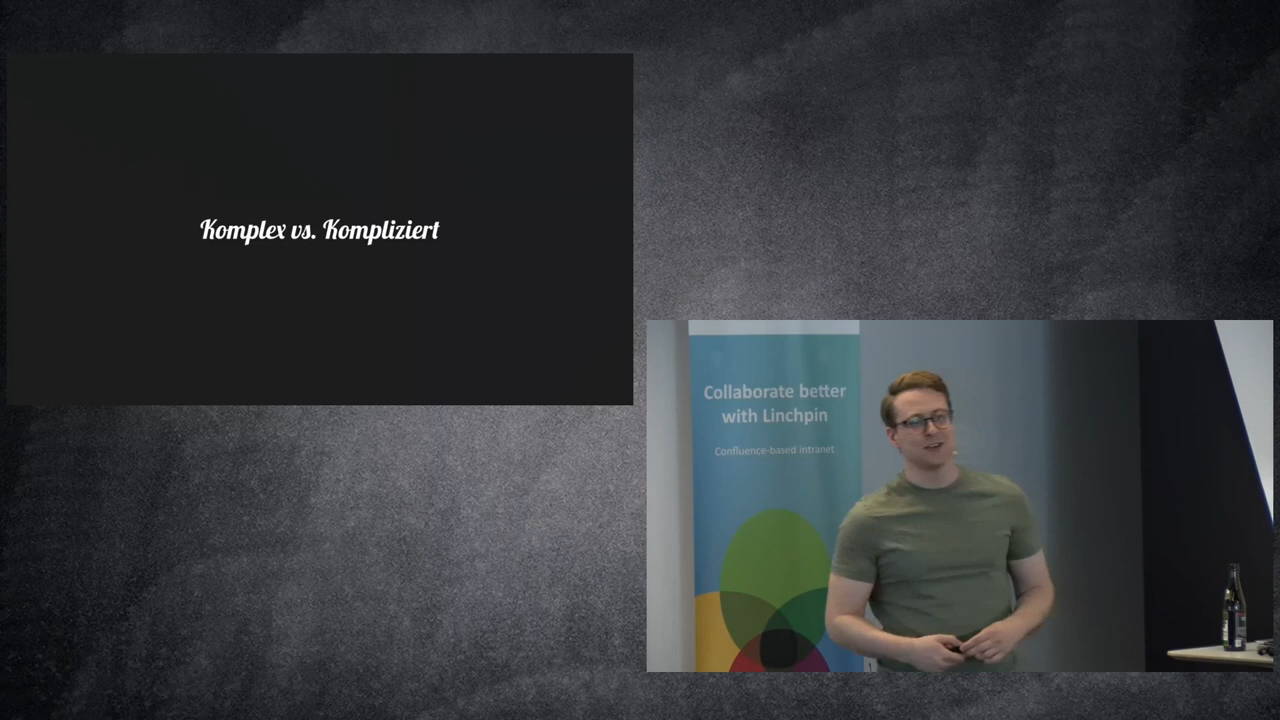 Komplex vs. Kompliziert
Collaborate better
with Linchpin
Confluence-based intranet